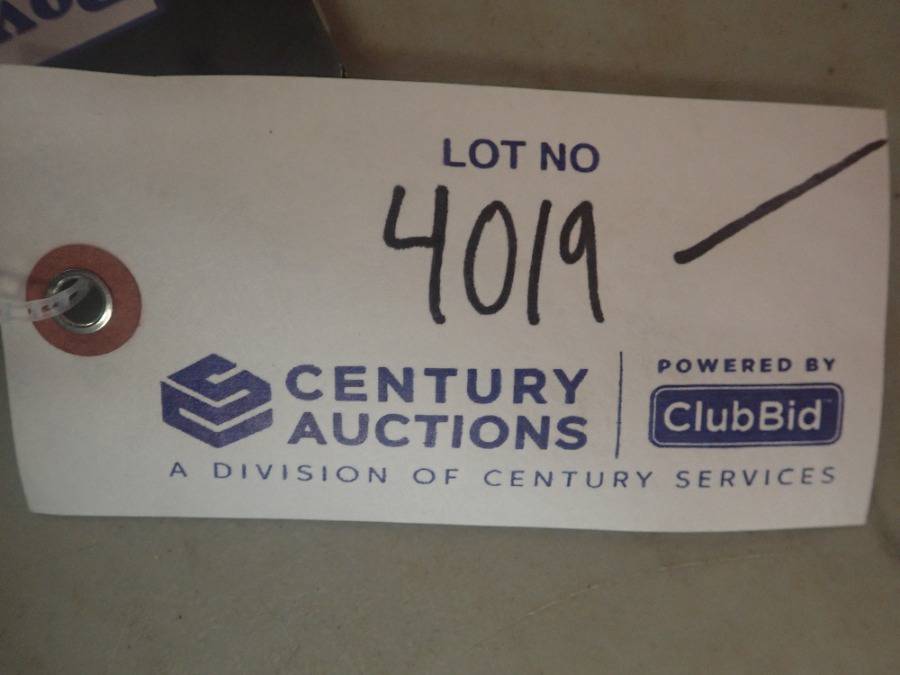 LOT NO
4019
CENTURY
AUCTIONS
POWERED BY
ClubBid
A DIVISION OF CENTURY SERVICES